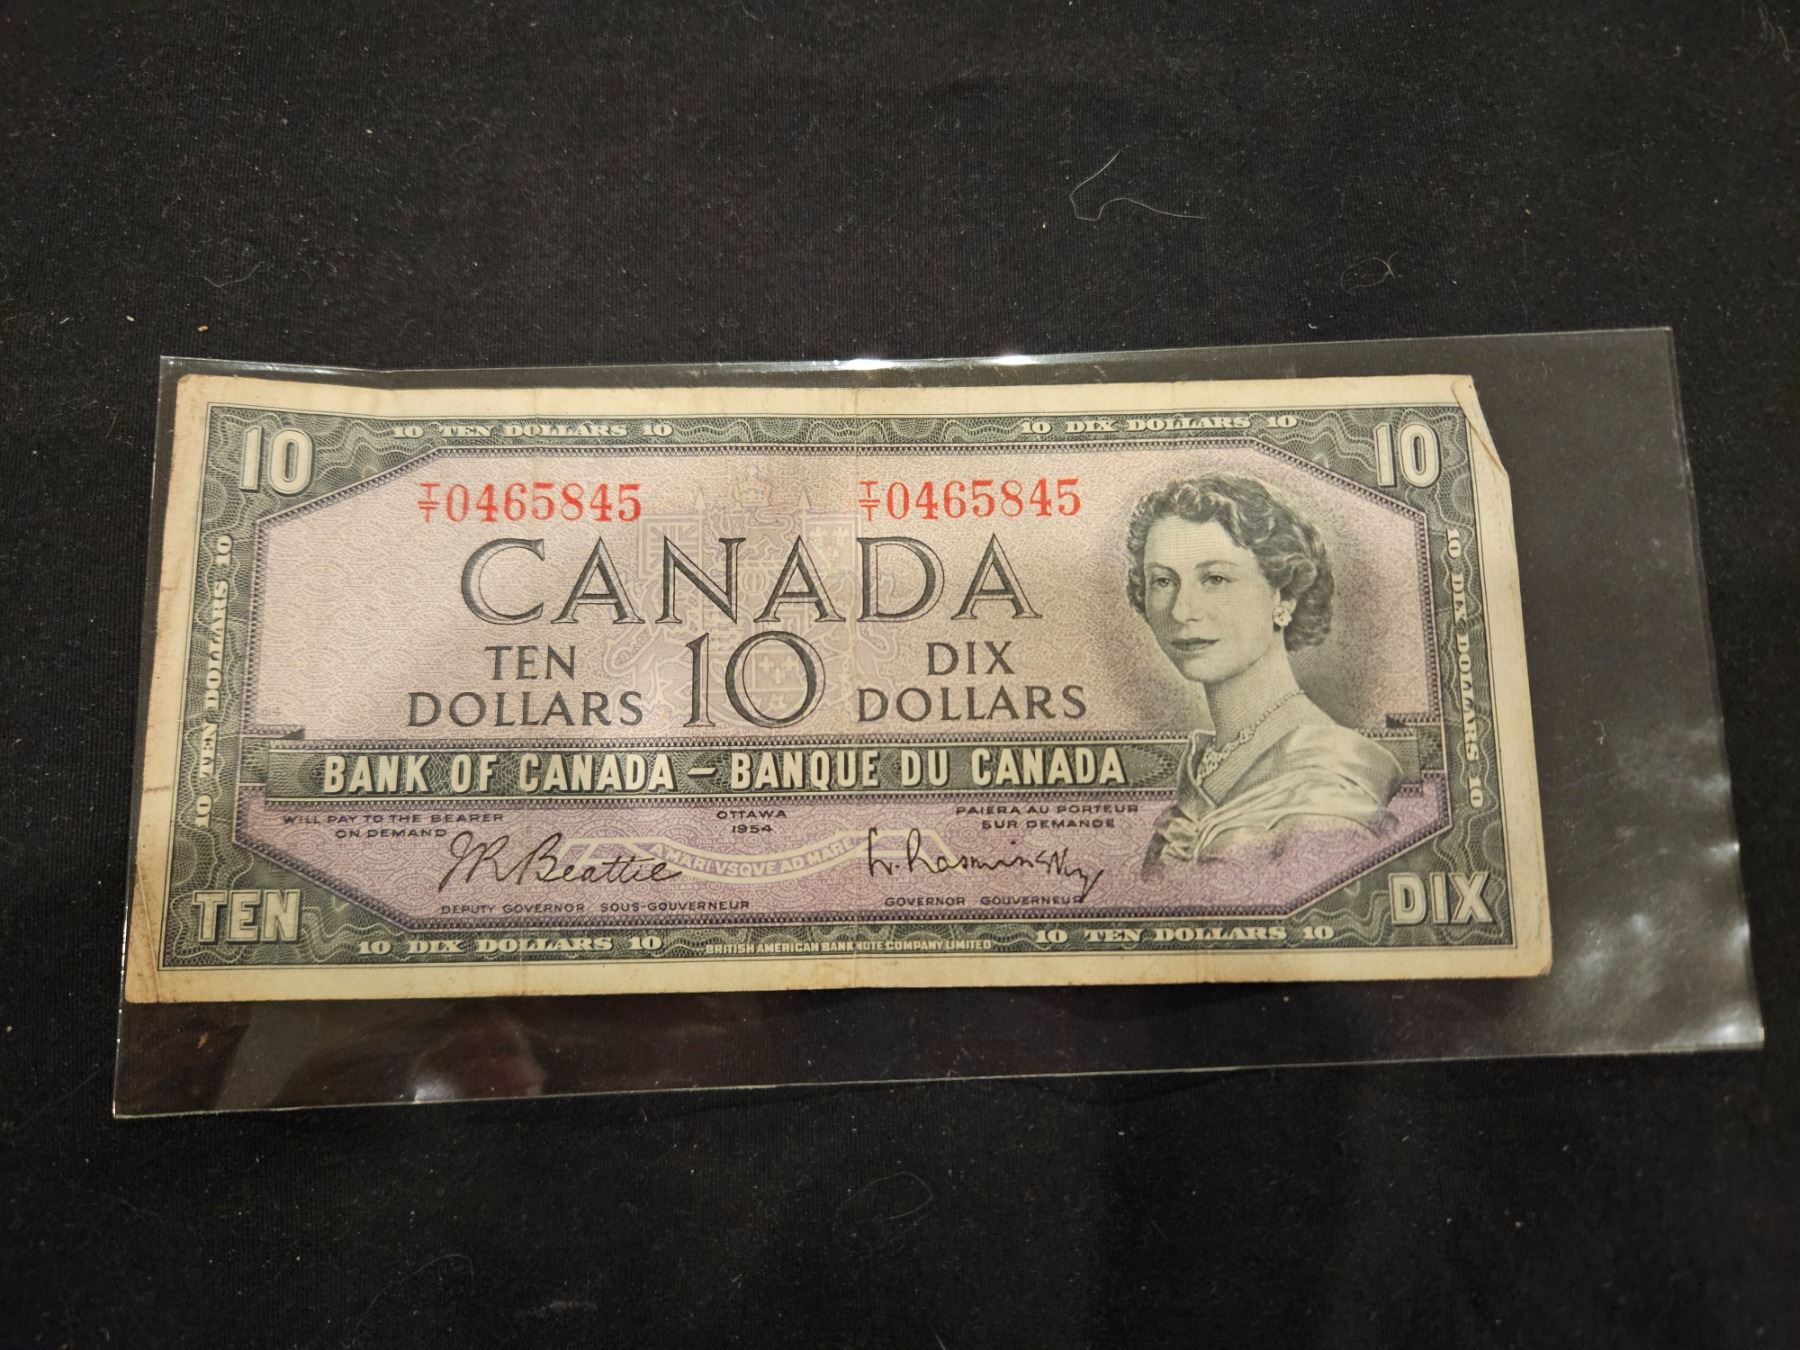 10 TEN DOLLARS 10
10 DIX DOLLARS 10
10
10
T/T 0465845
T/T 0465845
CANADA
TEN DOLLARS
10
DIX DOLLARS
10 TEN DOLLARS 10
10 DIX DOLLARS 10
BANK OF CANADA – BANQUE DU CANADA
WILL PAY TO THE BEARER
ON DEMAND
OTTAWA
1954
PAIERA AU PORTEUR
SUR DEMANDE
A MARI VSQVE AD MARE
J R Beattie
L. Rasminsky
DEPUTY GOVERNOR SOUS-GOUVERNEUR
GOVERNOR GOUVERNEUR
TEN
DIX
10 DIX DOLLARS 10
BRITISH AMERICAN BANK NOTE COMPANY LIMITED
10 TEN DOLLARS 10